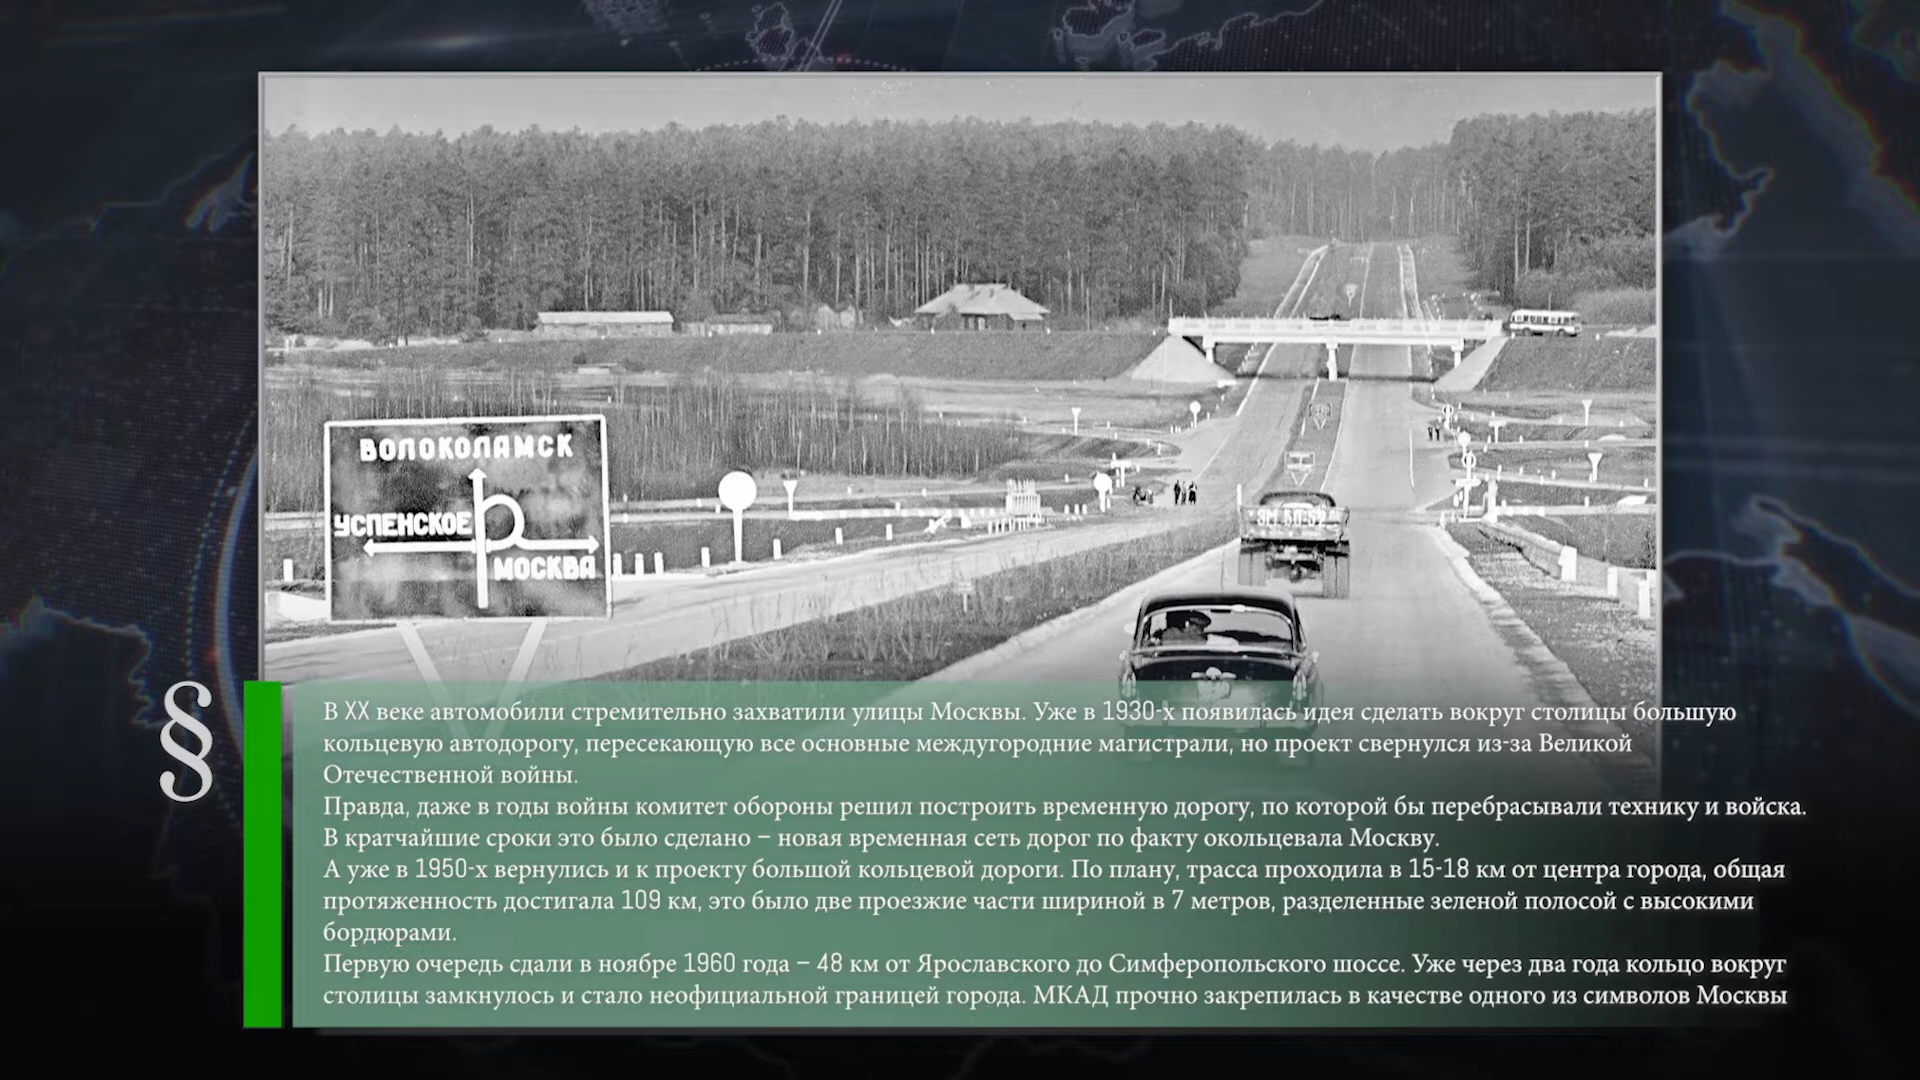 ВОЛОКОЛАМСК
УСПЕНСКОЕ
МОСКВА
ЭМ 50-52
§
В XX веке автомобили стремительно захватили улицы Москвы. Уже в 1930-х появилась идея сделать вокруг столицы большую
кольцевую автодорогу, пересекающую все основные междугородние магистрали, но проект свернулся из-за Великой
Отечественной войны.
Правда, даже в годы войны комитет обороны решил построить временную дорогу, по которой бы перебрасывали технику и войска.
В кратчайшие сроки это было сделано – новая временная сеть дорог по факту окольцевала Москву.
А уже в 1950-х вернулись и к проекту большой кольцевой дороги. По плану, трасса проходила в 15-18 км от центра города, общая
протяженность достигала 109 км, это было две проезжие части шириной в 7 метров, разделенные зеленой полосой с высокими
бордюрами.
Первую очередь сдали в ноябре 1960 года – 48 км от Ярославского до Симферопольского шоссе. Уже через два года кольцо вокруг
столицы замкнулось и стало неофициальной границей города. МКАД прочно закрепилась в качестве одного из символов Москвы